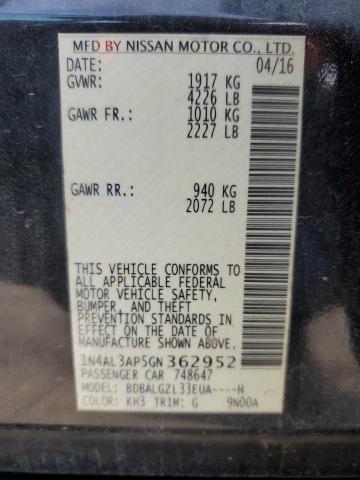 MFD BY NISSAN MOTOR CO., LTD.
DATE: 04/16
GVWR: 1917 KG
4226 LB
GAWR FR.: 1010 KG
2227 LB
GAWR RR.: 940 KG
2072 LB
THIS VEHICLE CONFORMS TO
ALL APPLICABLE FEDERAL
MOTOR VEHICLE SAFETY,
BUMPER, AND THEFT
PREVENTION STANDARDS IN
EFFECT ON THE DATE OF
MANUFACTURE SHOWN ABOVE.
1N4AL3AP5GN362952
PASSENGER CAR 748647
MODEL: BDBALGZL33EUA----H
COLOR: KH3 TRIM: G 9N00A